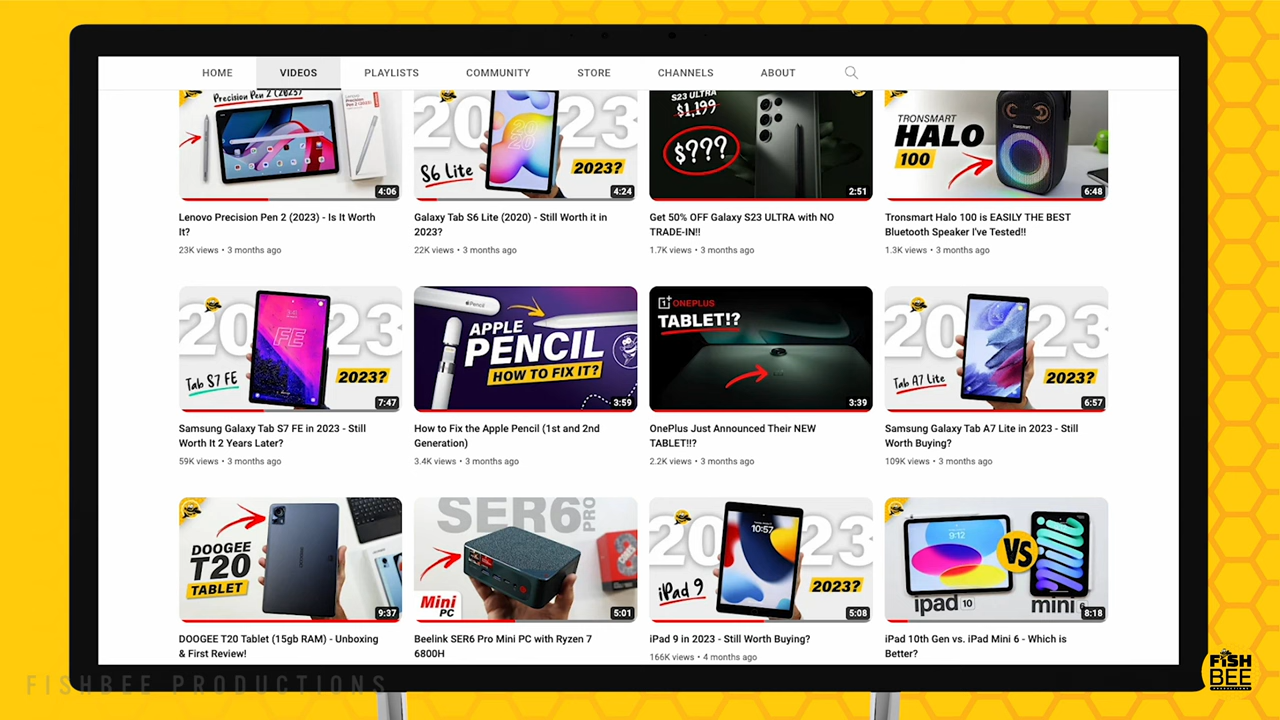 HOME VIDEOS PLAYLISTS COMMUNITY STORE CHANNELS ABOUT
Precision Pen 2 (2023)
4:06
Lenovo Precision Pen 2 (2023) - Is It Worth
It?
23K views • 3 months ago
2023
S6 Lite
2023?
4:24
Galaxy Tab S6 Lite (2020) - Still Worth it in
2023?
22K views • 3 months ago
S23 ULTRA
$1,199
$???
2:51
Get 50% OFF Galaxy S23 ULTRA with NO
TRADE-IN!!
1.7K views • 3 months ago
TRONSMART
HALO
100
6:48
Tronsmart Halo 100 is EASILY THE BEST
Bluetooth Speaker I've Tested!!
1.3K views • 3 months ago
2023
FE
Tab S7 FE
2023?
7:47
Samsung Galaxy Tab S7 FE in 2023 - Still
Worth It 2 Years Later?
59K views • 3 months ago
Pencil
APPLE
PENCIL
HOW TO FIX IT?
3:59
How to Fix the Apple Pencil (1st and 2nd
Generation)
3.4K views • 3 months ago
ONEPLUS
TABLET!?
3:39
OnePlus Just Announced Their NEW
TABLET!!?
2.2K views • 3 months ago
2023
Tab A7 Lite
2023?
6:57
Samsung Galaxy Tab A7 Lite in 2023 - Still
Worth Buying?
109K views • 3 months ago
DOOGEE
T20
TABLET
9:37
DOOGEE T20 Tablet (15gb RAM) - Unboxing
& First Review!
SER6
PRO
Mini
PC
5:01
Beelink SER6 Pro Mini PC with Ryzen 7
6800H
2023
10:57
iPad 9
2023?
5:08
iPad 9 in 2023 - Still Worth Buying?
166K views • 4 months ago
9:12
VS
ipad 10
mini 6
8:18
iPad 10th Gen vs. iPad Mini 6 - Which is
Better?
FISHBEE PRODUCTIONS
FISH
BEE
PRODUCTIONS